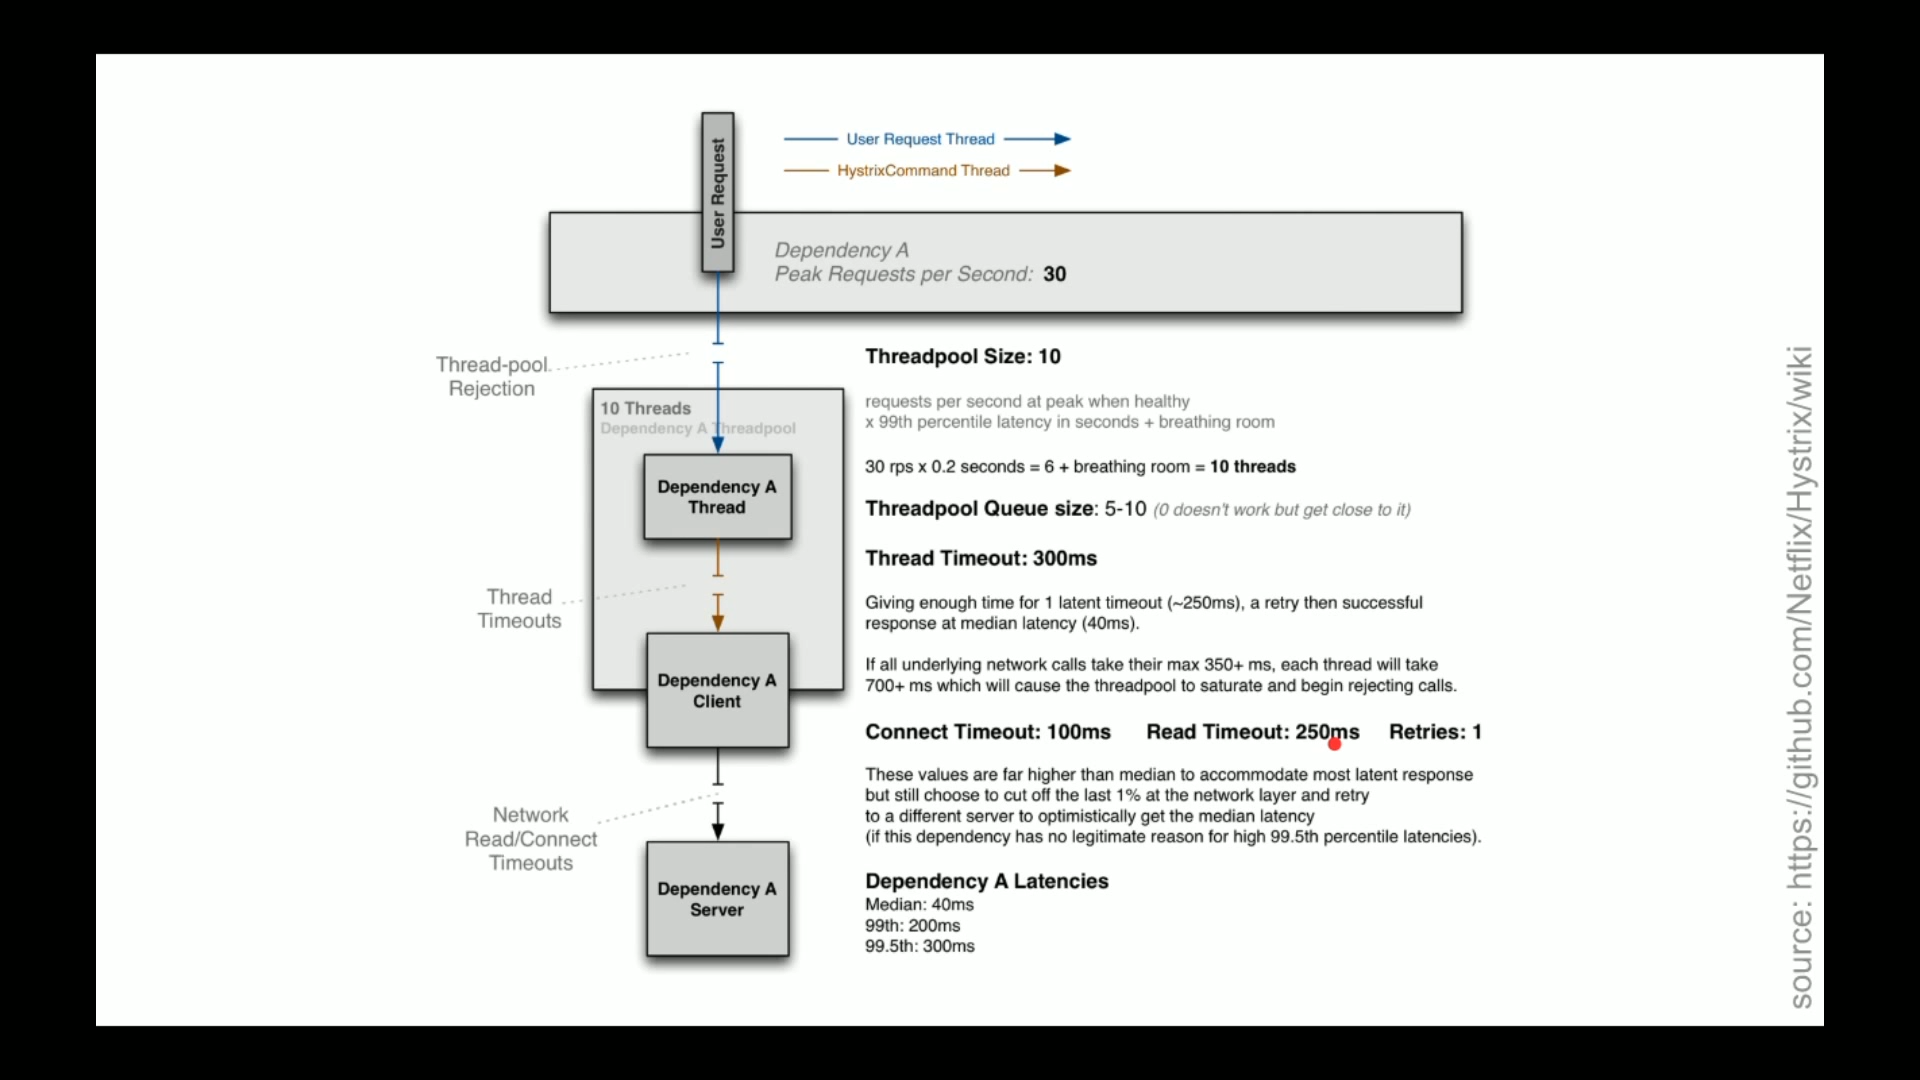 User Request
User Request Thread
HystrixCommand Thread
Dependency A
Peak Requests per Second: 30
Thread-pool
Rejection
10 Threads
Dependency A Threadpool
Dependency A
Thread
Thread
Timeouts
Dependency A
Client
Network
Read/Connect
Timeouts
Dependency A
Server
Threadpool Size: 10
requests per second at peak when healthy
x 99th percentile latency in seconds + breathing room
30 rps x 0.2 seconds = 6 + breathing room = 10 threads
Threadpool Queue size: 5-10 (0 doesn't work but get close to it)
Thread Timeout: 300ms
Giving enough time for 1 latent timeout (~250ms), a retry then successful
response at median latency (40ms).
If all underlying network calls take their max 350+ ms, each thread will take
700+ ms which will cause the threadpool to saturate and begin rejecting calls.
Connect Timeout: 100ms Read Timeout: 250ms Retries: 1
These values are far higher than median to accommodate most latent response
but still choose to cut off the last 1% at the network layer and retry
to a different server to optimistically get the median latency
(if this dependency has no legitimate reason for high 99.5th percentile latencies).
Dependency A Latencies
Median: 40ms
99th: 200ms
99.5th: 300ms
source: https://github.com/Netflix/Hystrix/wiki